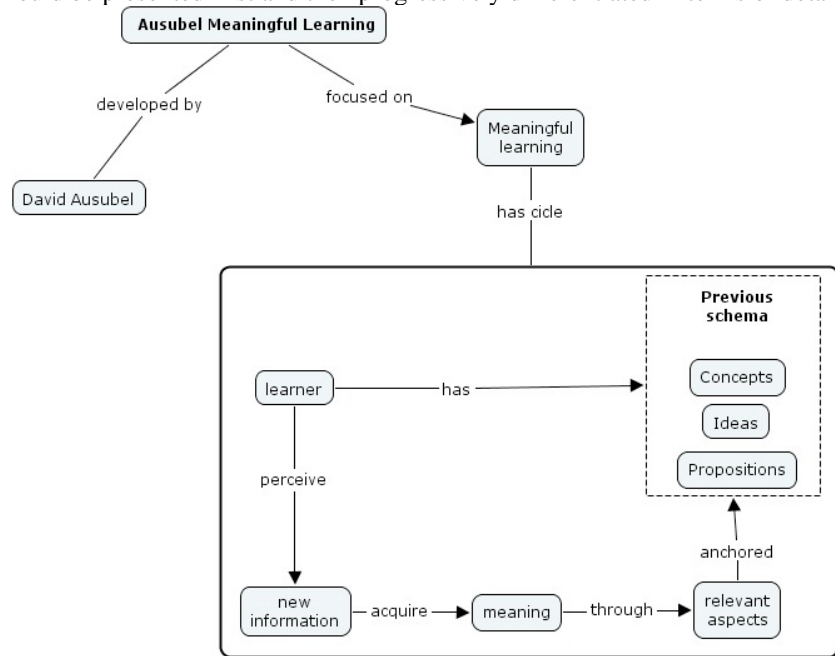 Ausubel Meaningful Learning
developed by
focused on
Meaningful
learning
David Ausubel
has cicle
Previous
schema
learner
has
Concepts
Ideas
Propositions
perceive
anchored
new
information
acquire
meaning
through
relevant
aspects